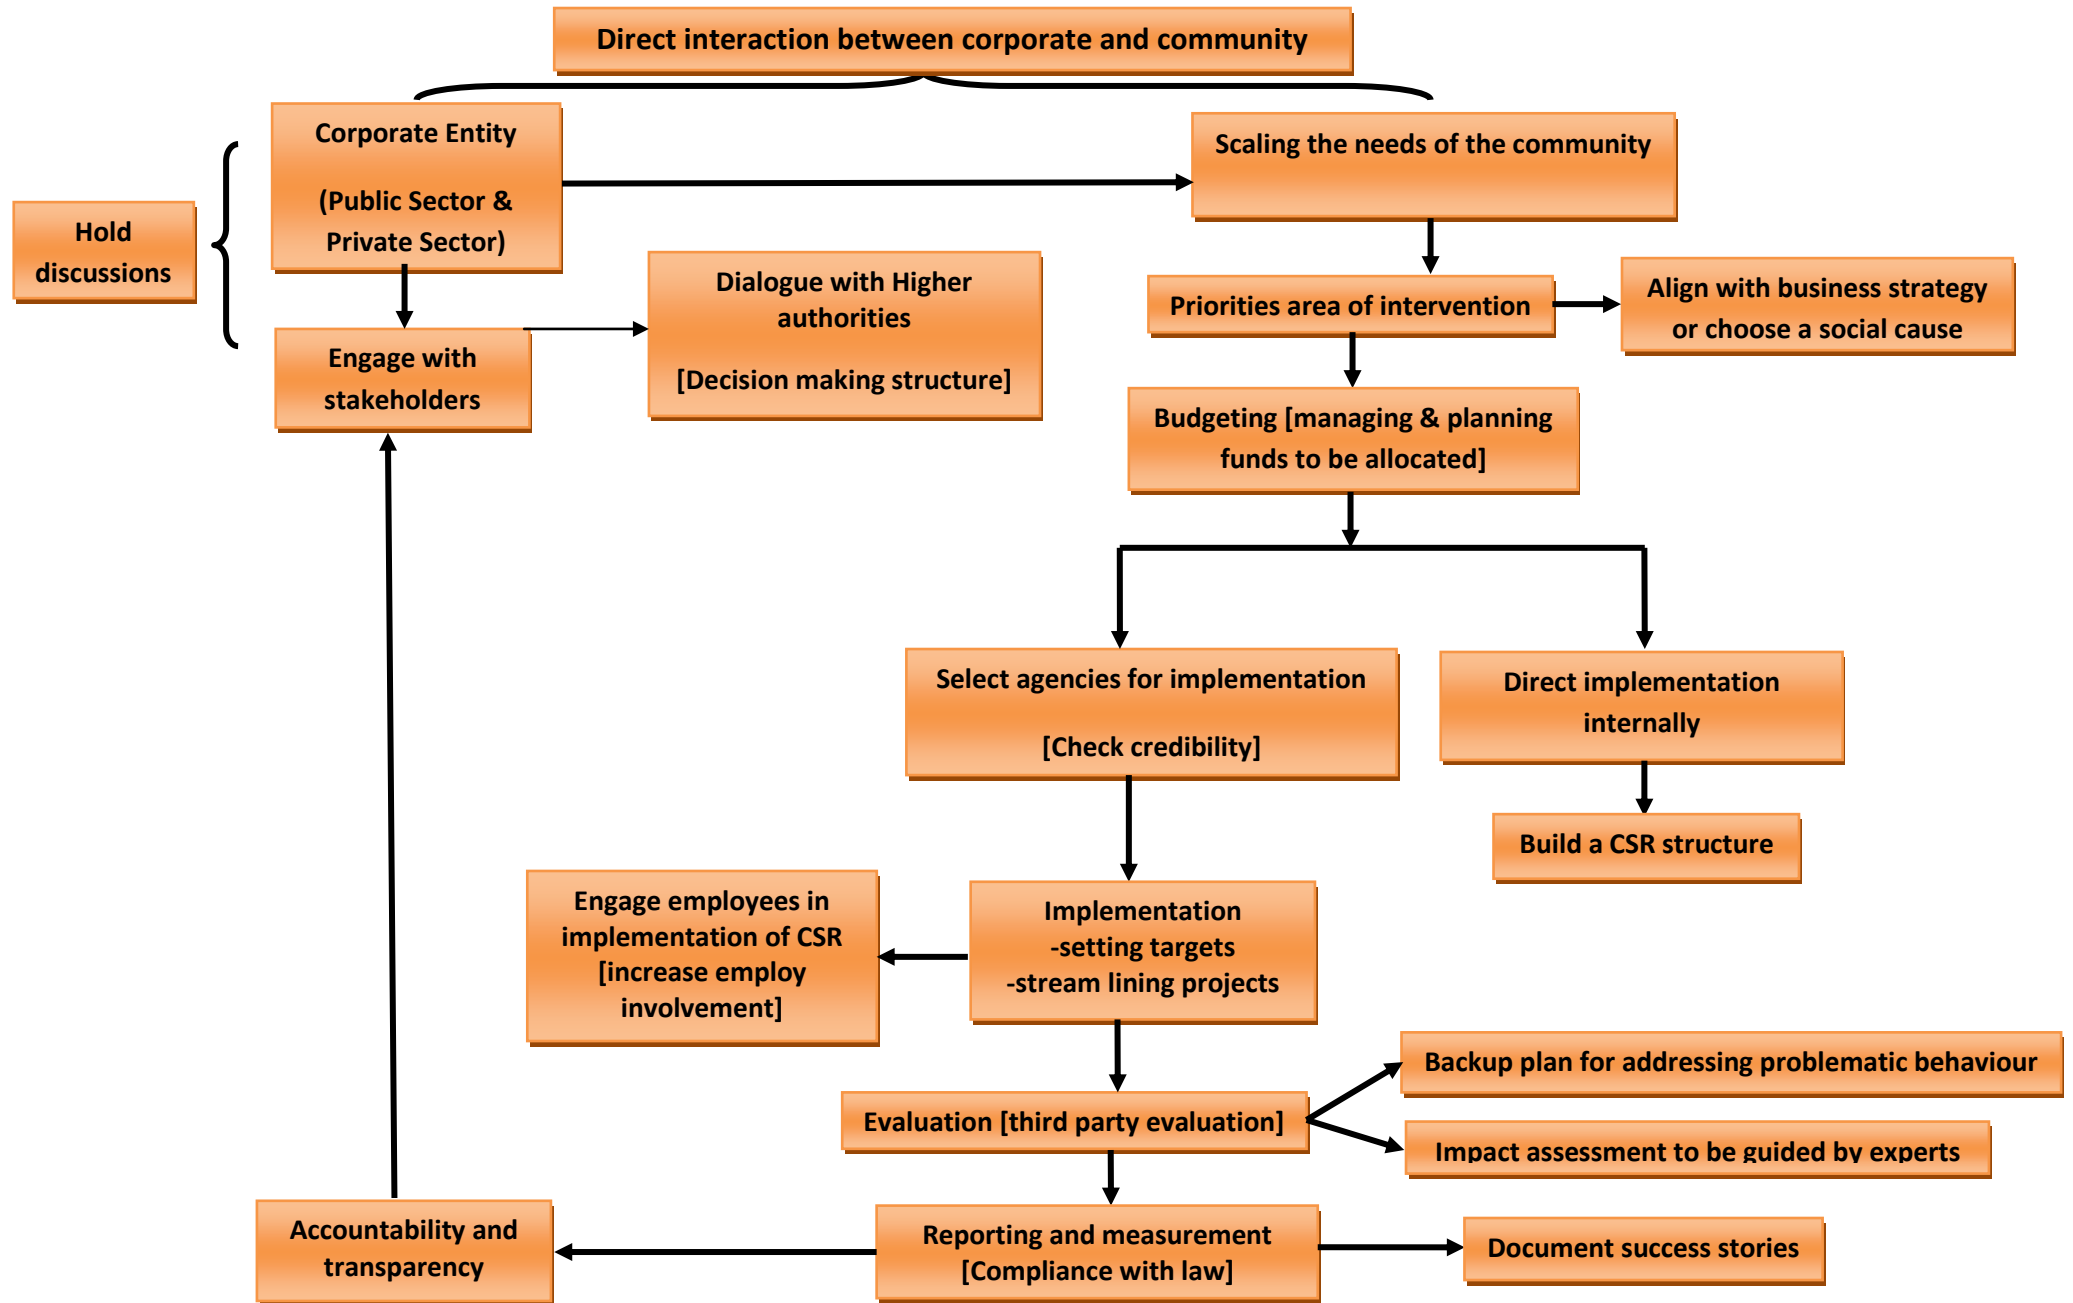 Direct interaction between corporate and community
Corporate Entity
(Public Sector &
Private Sector)
Scaling the needs of the community
Hold
discussions
Dialogue with Higher
authorities
[Decision making structure]
Priorities area of intervention
Align with business strategy
or choose a social cause
Engage with
stakeholders
Budgeting [managing & planning
funds to be allocated]
Select agencies for implementation
[Check credibility]
Direct implementation
internally
Build a CSR structure
Engage employees in
implementation of CSR
[increase employ
involvement]
Implementation
-setting targets
-stream lining projects
Backup plan for addressing problematic behaviour
Evaluation [third party evaluation]
Impact assessment to be guided by experts
Accountability and
transparency
Reporting and measurement
[Compliance with law]
Document success stories